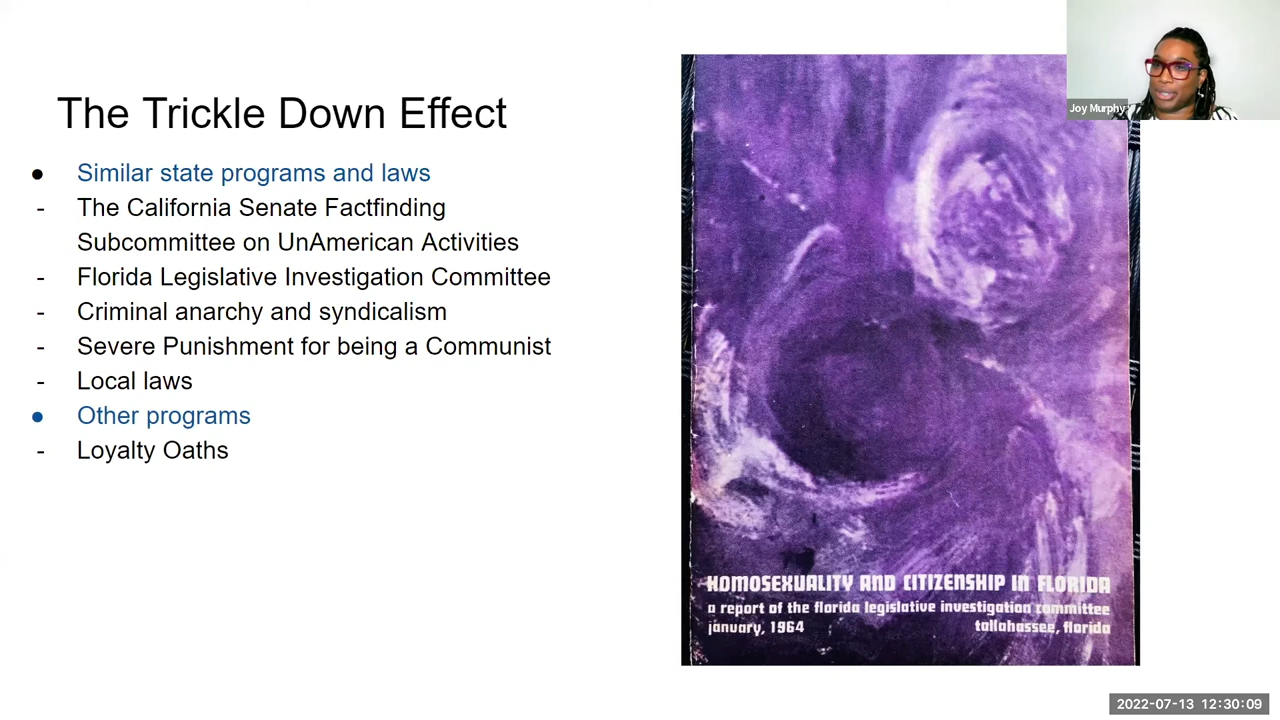 The Trickle Down Effect
● Similar state programs and laws
- The California Senate Factfinding
Subcommittee on UnAmerican Activities
- Florida Legislative Investigation Committee
- Criminal anarchy and syndicalism
- Severe Punishment for being a Communist
- Local laws
● Other programs
- Loyalty Oaths
HOMOSEXUALITY AND CITIZENSHIP IN FLORIDA
a report of the florida legislative investigation committee
january, 1964 tallahassee, florida
Joy Murphy
2022-07-13 12:30:09